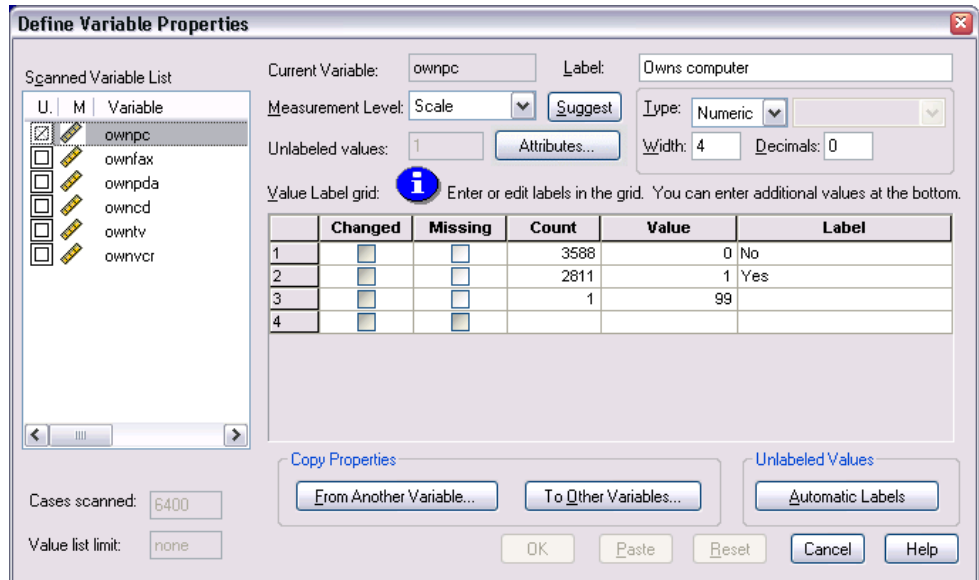 Define Variable Properties
Scanned Variable List
U. M Variable
ownpc
ownfax
ownpda
owncd
owntv
ownvcr
Cases scanned: 6400
Value list limit: none
Current Variable: ownpc Label: Owns computer
Measurement Level: Scale Suggest Type: Numeric
Unlabeled values: 1 Attributes... Width: 4 Decimals: 0
Value Label grid: i Enter or edit labels in the grid. You can enter additional values at the bottom.
Changed Missing Count Value Label
1 3588 0 No
2 2811 1 Yes
3 1 99
4
Copy Properties Unlabeled Values
From Another Variable... To Other Variables... Automatic Labels
OK Paste Reset Cancel Help